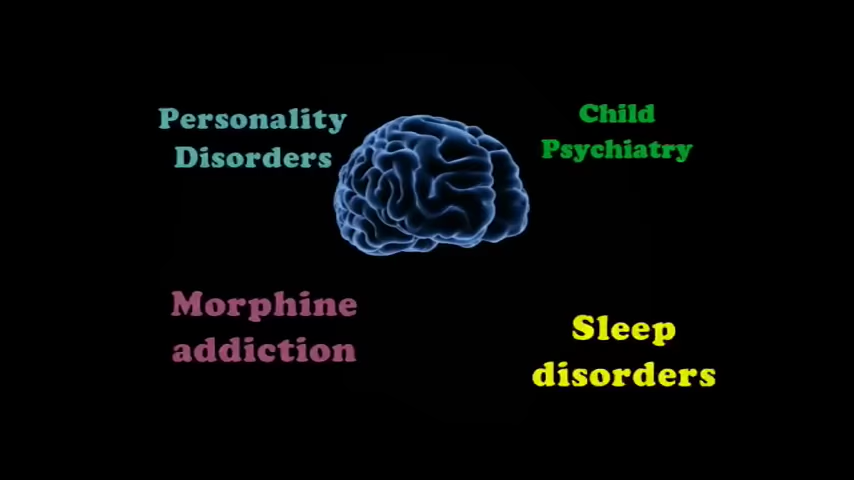 Personality
Disorders
Child
Psychiatry
Morphine
addiction
Sleep
disorders